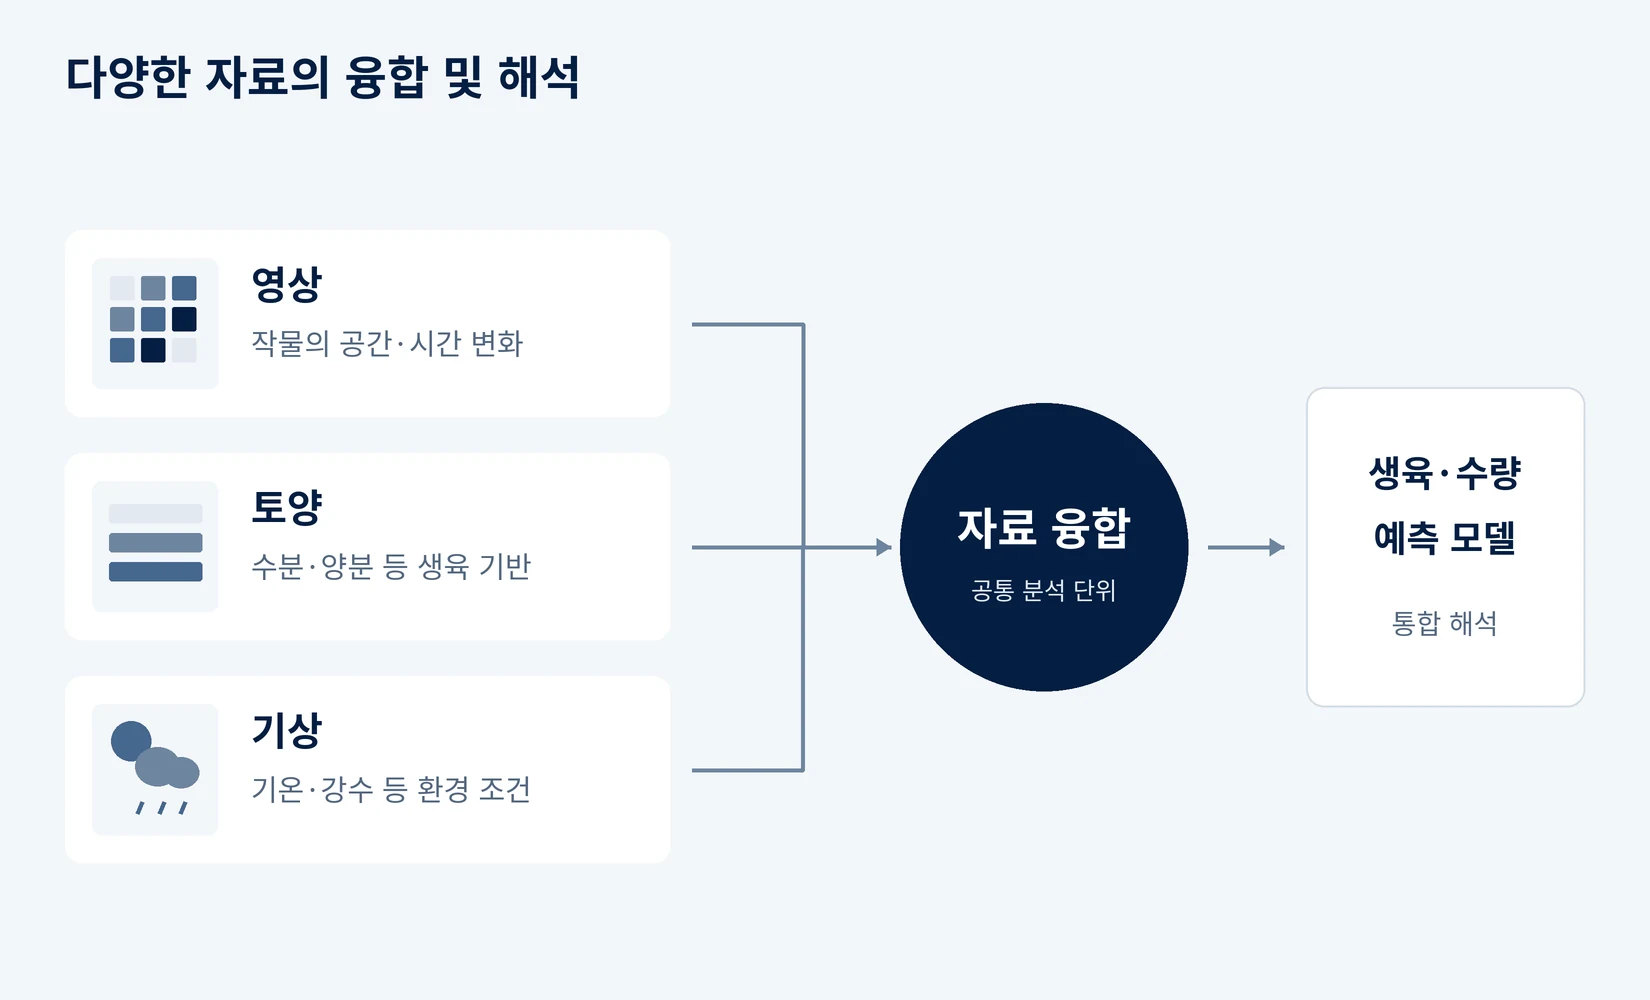 다양한 자료의 융합 및 해석
영상
작물의 공간·시간 변화
토양
수분·양분 등 생육 기반
기상
기온·강수 등 환경 조건
자료 융합
공통 분석 단위
생육·수량
예측 모델
통합 해석